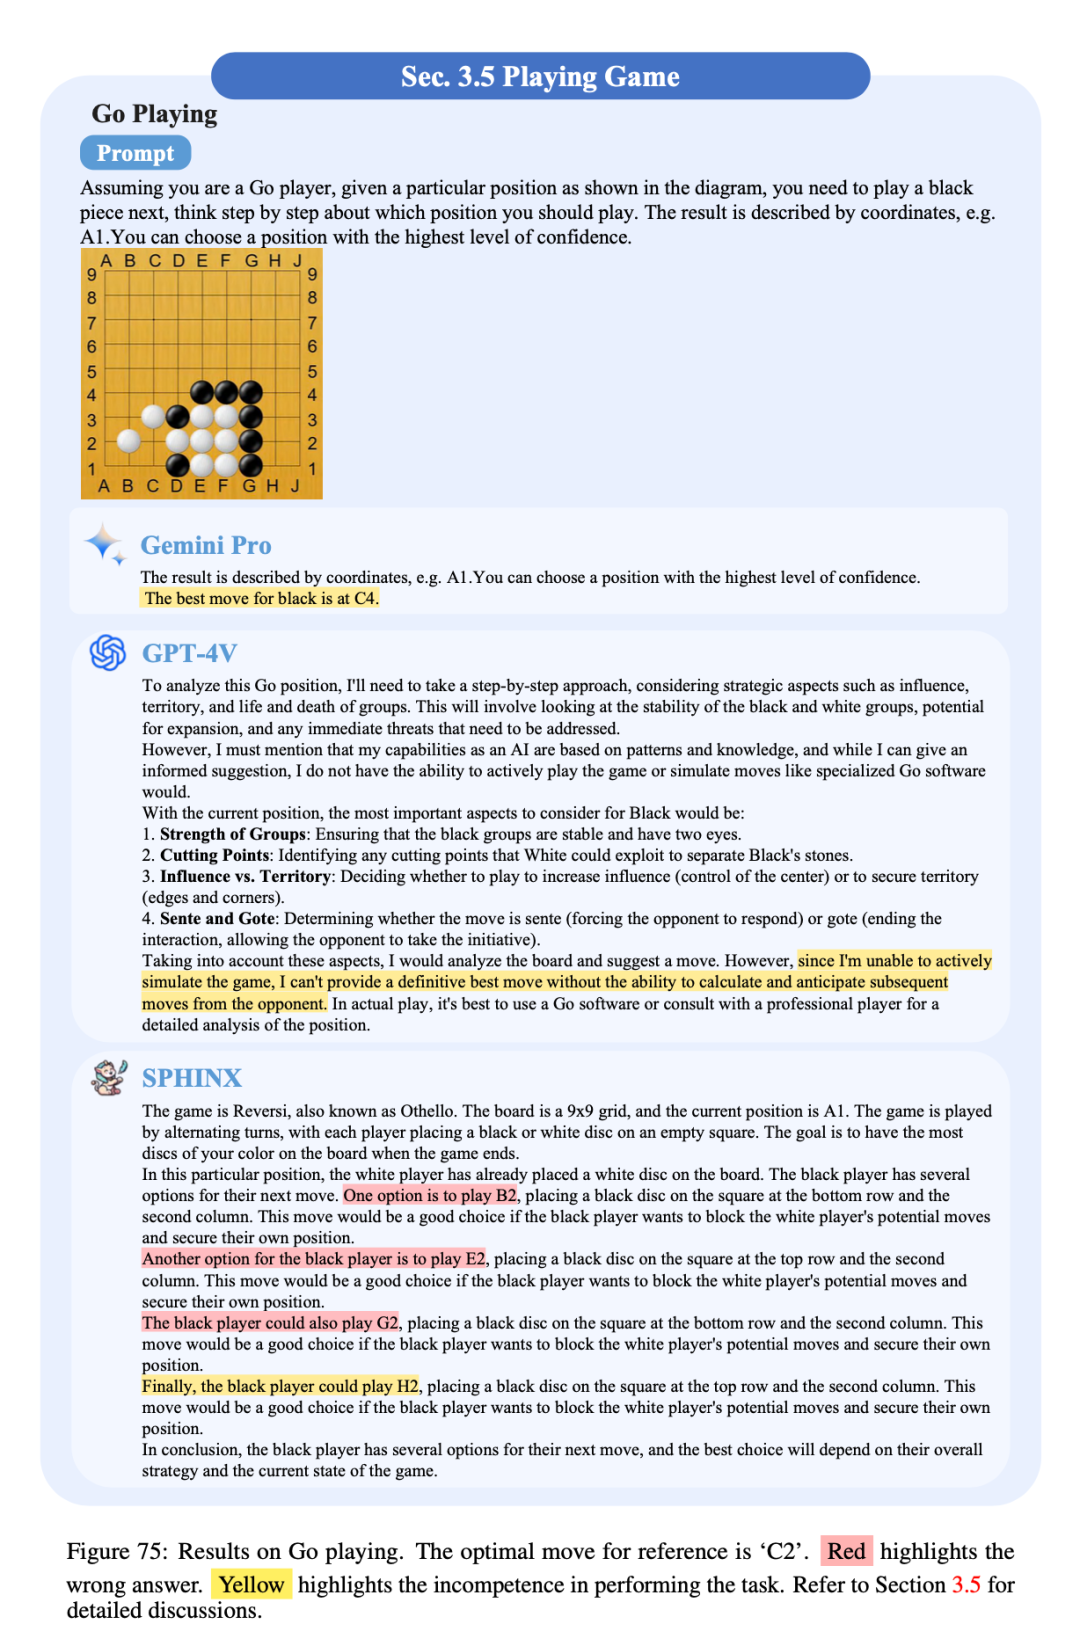 Sec. 3.5 Playing Game
Go Playing
Prompt
Assuming you are a Go player, given a particular position as shown in the diagram, you need to play a black
piece next, think step by step about which position you should play. The result is described by coordinates, e.g.
A1.You can choose a position with the highest level of confidence.
A B C D E F G H J
9 9
8 8
7 7
6 6
5 5
4 4
3 3
2 2
1 1
A B C D E F G H J
Gemini Pro
The result is described by coordinates, e.g. A1.You can choose a position with the highest level of confidence.
The best move for black is at C4.
GPT-4V
To analyze this Go position, I'll need to take a step-by-step approach, considering strategic aspects such as influence,
territory, and life and death of groups. This will involve looking at the stability of the black and white groups, potential
for expansion, and any immediate threats that need to be addressed.
However, I must mention that my capabilities as an AI are based on patterns and knowledge, and while I can give an
informed suggestion, I do not have the ability to actively play the game or simulate moves like specialized Go software
would.
With the current position, the most important aspects to consider for Black would be:
1. Strength of Groups: Ensuring that the black groups are stable and have two eyes.
2. Cutting Points: Identifying any cutting points that White could exploit to separate Black's stones.
3. Influence vs. Territory: Deciding whether to play to increase influence (control of the center) or to secure territory
(edges and corners).
4. Sente and Gote: Determining whether the move is sente (forcing the opponent to respond) or gote (ending the
interaction, allowing the opponent to take the initiative).
Taking into account these aspects, I would analyze the board and suggest a move. However, since I'm unable to actively
simulate the game, I can't provide a definitive best move without the ability to calculate and anticipate subsequent
moves from the opponent. In actual play, it's best to use a Go software or consult with a professional player for a
detailed analysis of the position.
SPHINX
The game is Reversi, also known as Othello. The board is a 9x9 grid, and the current position is A1. The game is played
by alternating turns, with each player placing a black or white disc on an empty square. The goal is to have the most
discs of your color on the board when the game ends.
In this particular position, the white player has already placed a white disc on the board. The black player has several
options for their next move. One option is to play B2, placing a black disc on the square at the bottom row and the
second column. This move would be a good choice if the black player wants to block the white player's potential moves
and secure their own position.
Another option for the black player is to play E2, placing a black disc on the square at the top row and the second
column. This move would be a good choice if the black player wants to block the white player's potential moves and
secure their own position.
The black player could also play G2, placing a black disc on the square at the bottom row and the second column. This
move would be a good choice if the black player wants to block the white player's potential moves and secure their own
position.
Finally, the black player could play H2, placing a black disc on the square at the top row and the second column. This
move would be a good choice if the black player wants to block the white player's potential moves and secure their own
position.
In conclusion, the black player has several options for their next move, and the best choice will depend on their overall
strategy and the current state of the game.
Figure 75: Results on Go playing. The optimal move for reference is ‘C2’. Red highlights the
wrong answer. Yellow highlights the incompetence in performing the task. Refer to Section 3.5 for
detailed discussions.